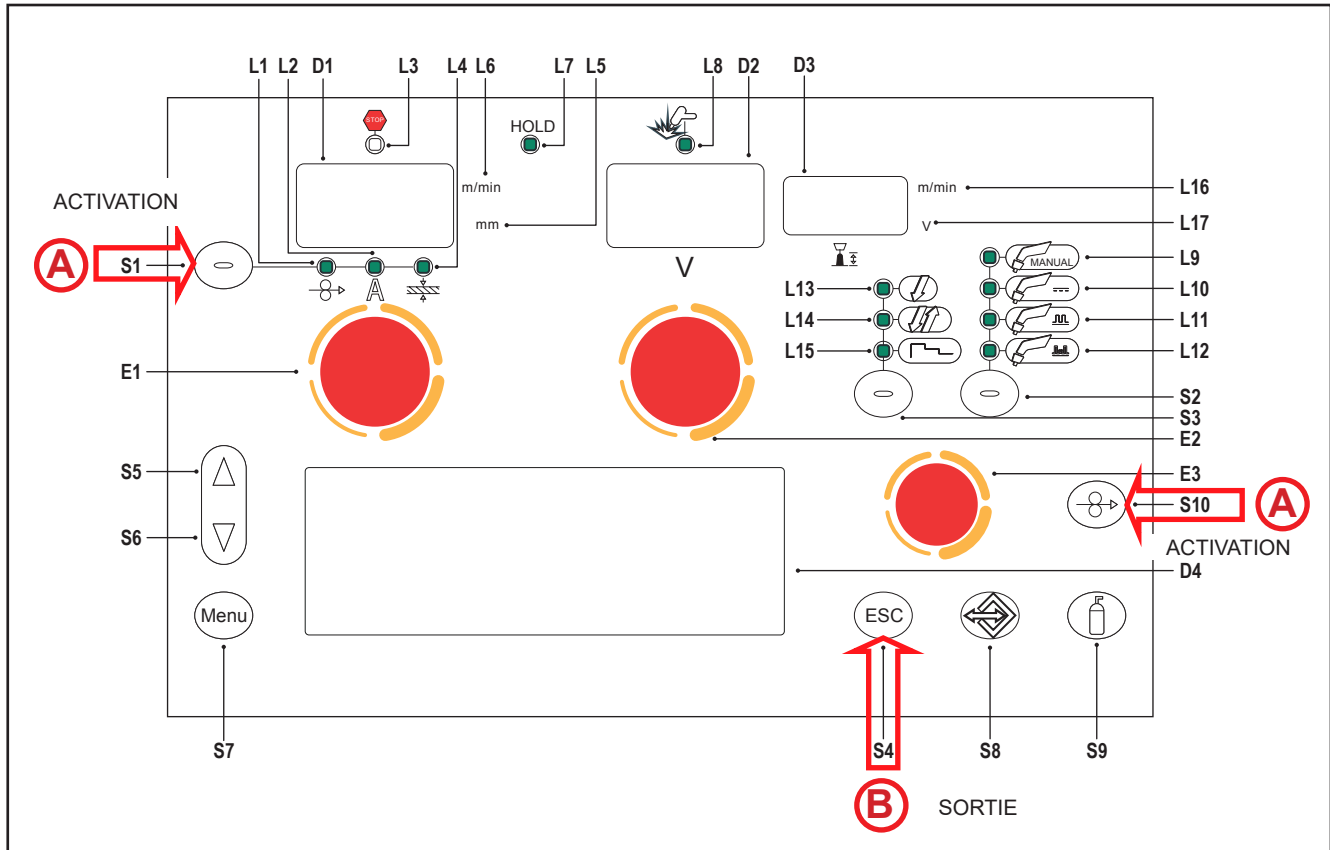 L1 L2 D1 L3 L4 L6 L7 L5 L8 D2 D3
STOP
HOLD
m/min
mm
m/min L16
V L17
ACTIVATION
A S1
A
V
MANUAL L9
L13 L10
L14 L11
L15 L12
E1
S2
S3
E2
S5
E3
S10 A
S6
ACTIVATION
D4
Menu
ESC
S7 S4 S8 S9
B SORTIE